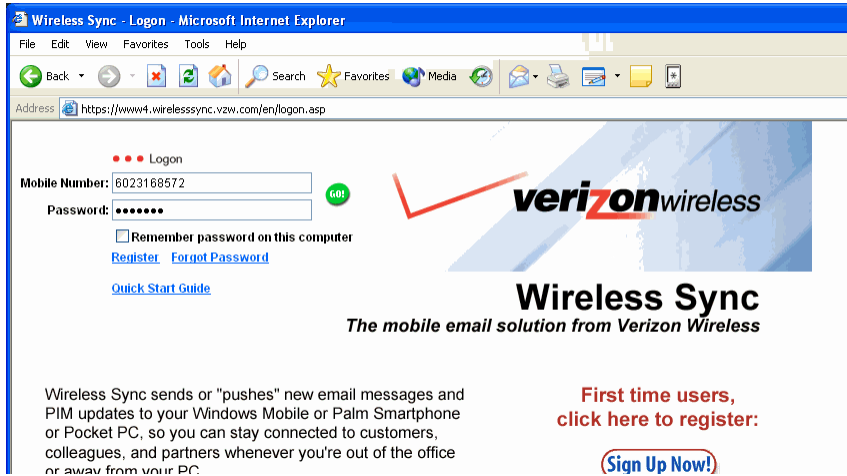 Wireless Sync - Logon - Microsoft Internet Explorer
File Edit View Favorites Tools Help
Back Search Favorites Media
Address https://www4.wirelesssync.vzw.com/en/logon.asp
Logon
Mobile Number: 6023168572
GO!
Password: •••••••
Remember password on this computer
Register Forgot Password
Quick Start Guide
verizonwireless
Wireless Sync
The mobile email solution from Verizon Wireless
Wireless Sync sends or "pushes" new email messages and
PIM updates to your Windows Mobile or Palm Smartphone
or Pocket PC, so you can stay connected to customers,
colleagues, and partners whenever you're out of the office
or away from your PC.
First time users,
click here to register:
Sign Up Now!